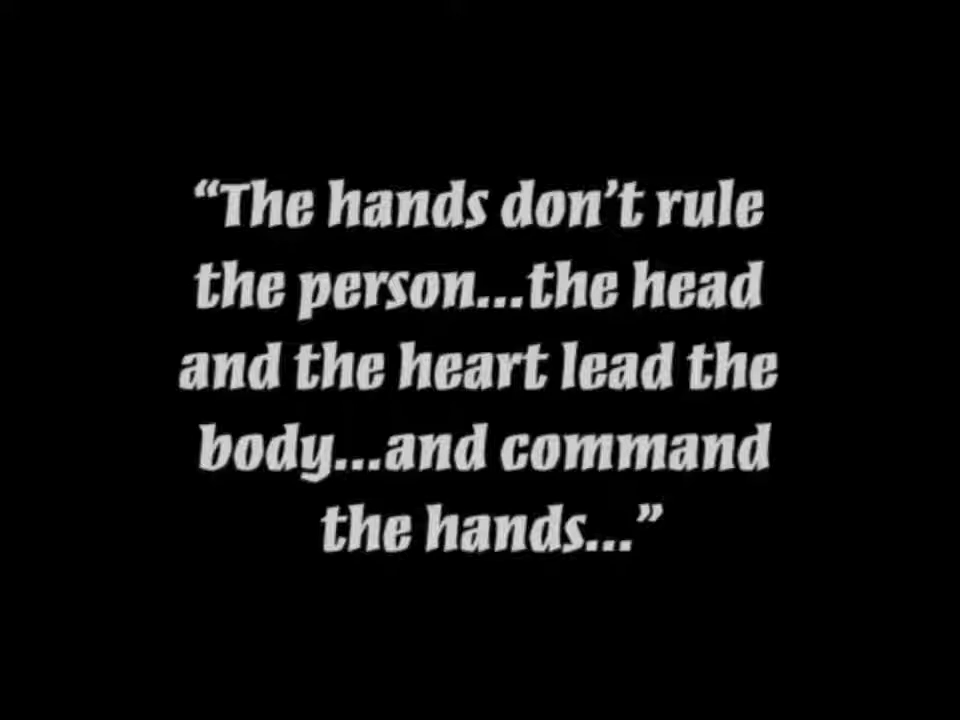 “The hands don’t rule
the person...the head
and the heart lead the
body...and command
the hands...”